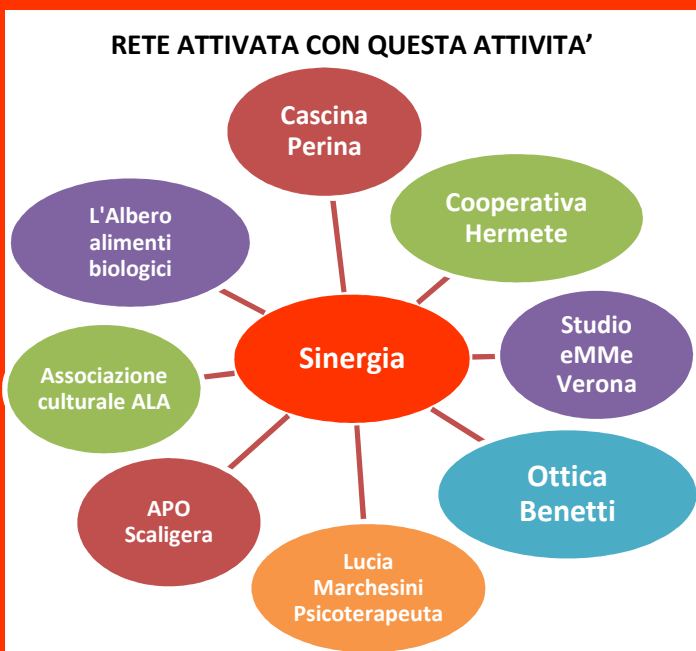 RETE ATTIVATA CON QUESTA ATTIVITA’
Cascina
Perina
Cooperativa
Hermete
L'Albero
alimenti
biologici
Sinergia
Studio
eMMe
Verona
Associazione
culturale ALA
Ottica
Benetti
APO
Scaligera
Lucia
Marchesini
Psicoterapeuta